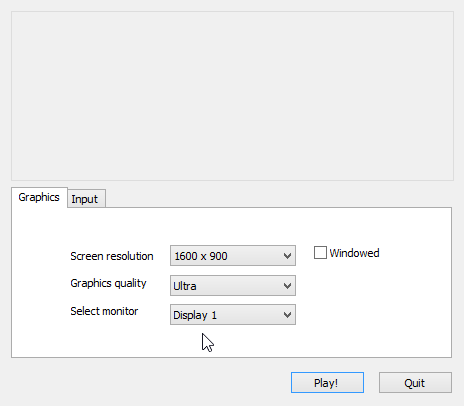 Graphics Input
Screen resolution 1600 x 900 Windowed
Graphics quality Ultra
Select monitor Display 1
Play! Quit